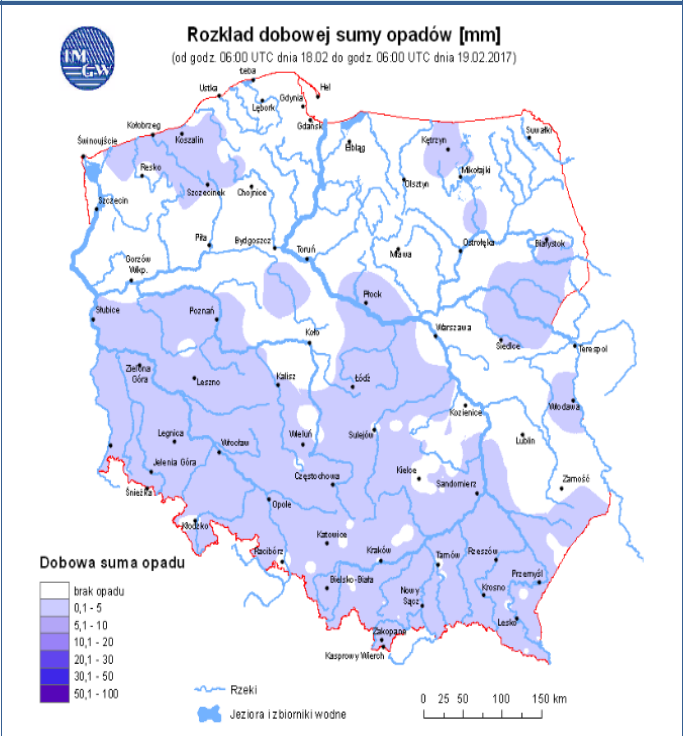 IM
G-W
Rozkład dobowej sumy opadów [mm]
(od godz. 06:00 UTC dnia 18.02 do godz. 06:00 UTC dnia 19.02.2017)
Łeba
Ustka
Hel
Gdynia
Lębork
Gdańsk
Kołobrzeg
Koszalin
Suwałki
Świnoujście
Elbląg
Kętrzyn
Resko
Mikołajki
Szczecinek
Chojnice
Olsztyn
Szczecin
Piła
Bydgoszcz
Toruń
Mława
Ostrołęka
Białystok
Gorzów
Wlkp.
Płock
Słubice
Poznań
Koło
Warszawa
Siedlce
Terespol
Zielona
Góra
Leszno
Kalisz
Łódź
Kozienice
Włodawa
Legnica
Wrocław
Wieluń
Sulejów
Lublin
Jelenia Góra
Kielce
Częstochowa
Sandomierz
Zamość
Śnieżka
Opole
Kłodzko
Katowice
Racibórz
Kraków
Tarnów
Rzeszów
Bielsko-Biała
Przemyśl
Nowy
Sącz
Krosno
Lesko
Zakopane
Kasprowy Wierch
Dobowa suma opadu
brak opadu
0,1 - 5
5,1 - 10
10,1 - 20
20,1 - 30
30,1 - 50
50,1 - 100
Rzeki
Jeziora i zbiorniki wodne
0 25 50 100 150 km